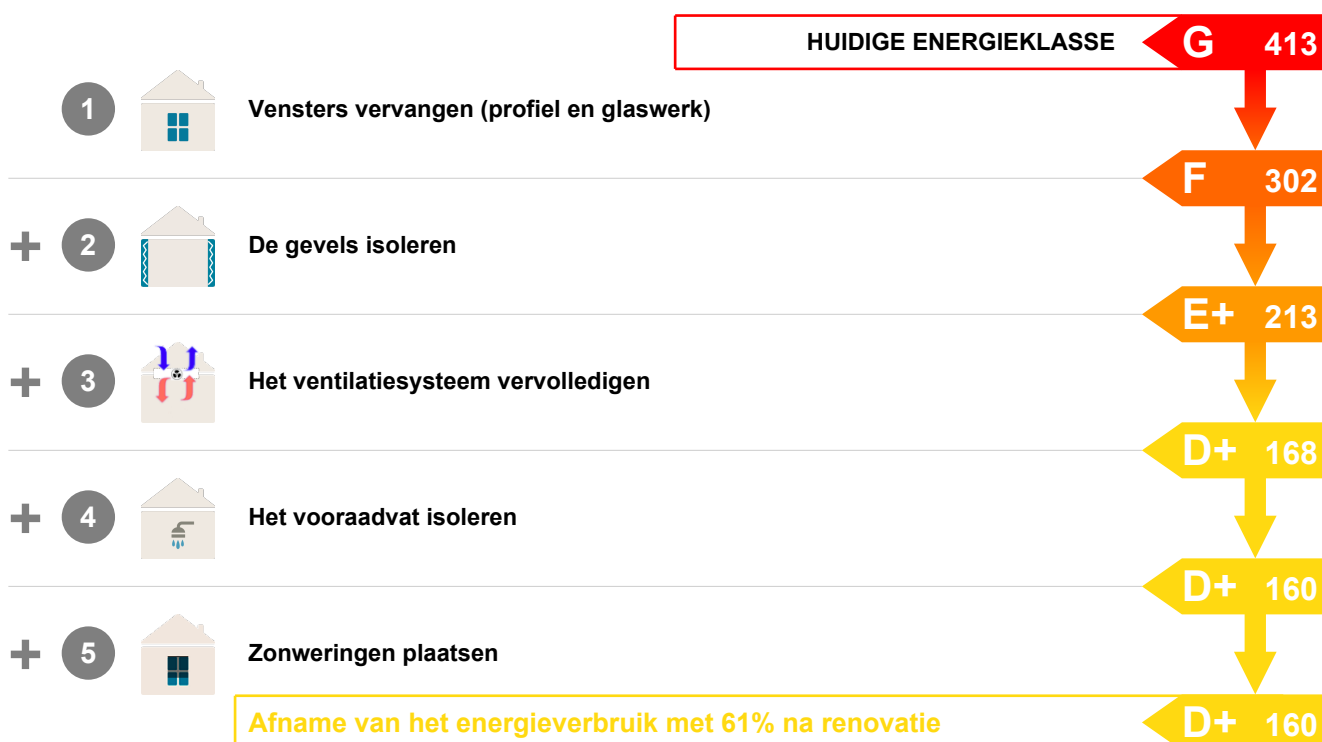 HUIDIGE ENERGIEKLASSE G 413
1 Vensters vervangen (profiel en glaswerk)
F 302
+ 2 De gevels isoleren
E+ 213
+ 3 Het ventilatiesysteem vervolledigen
D+ 168
+ 4 Het vooraadvat isoleren
D+ 160
+ 5 Zonweringen plaatsen
Afname van het energieverbruik met 61% na renovatie D+ 160